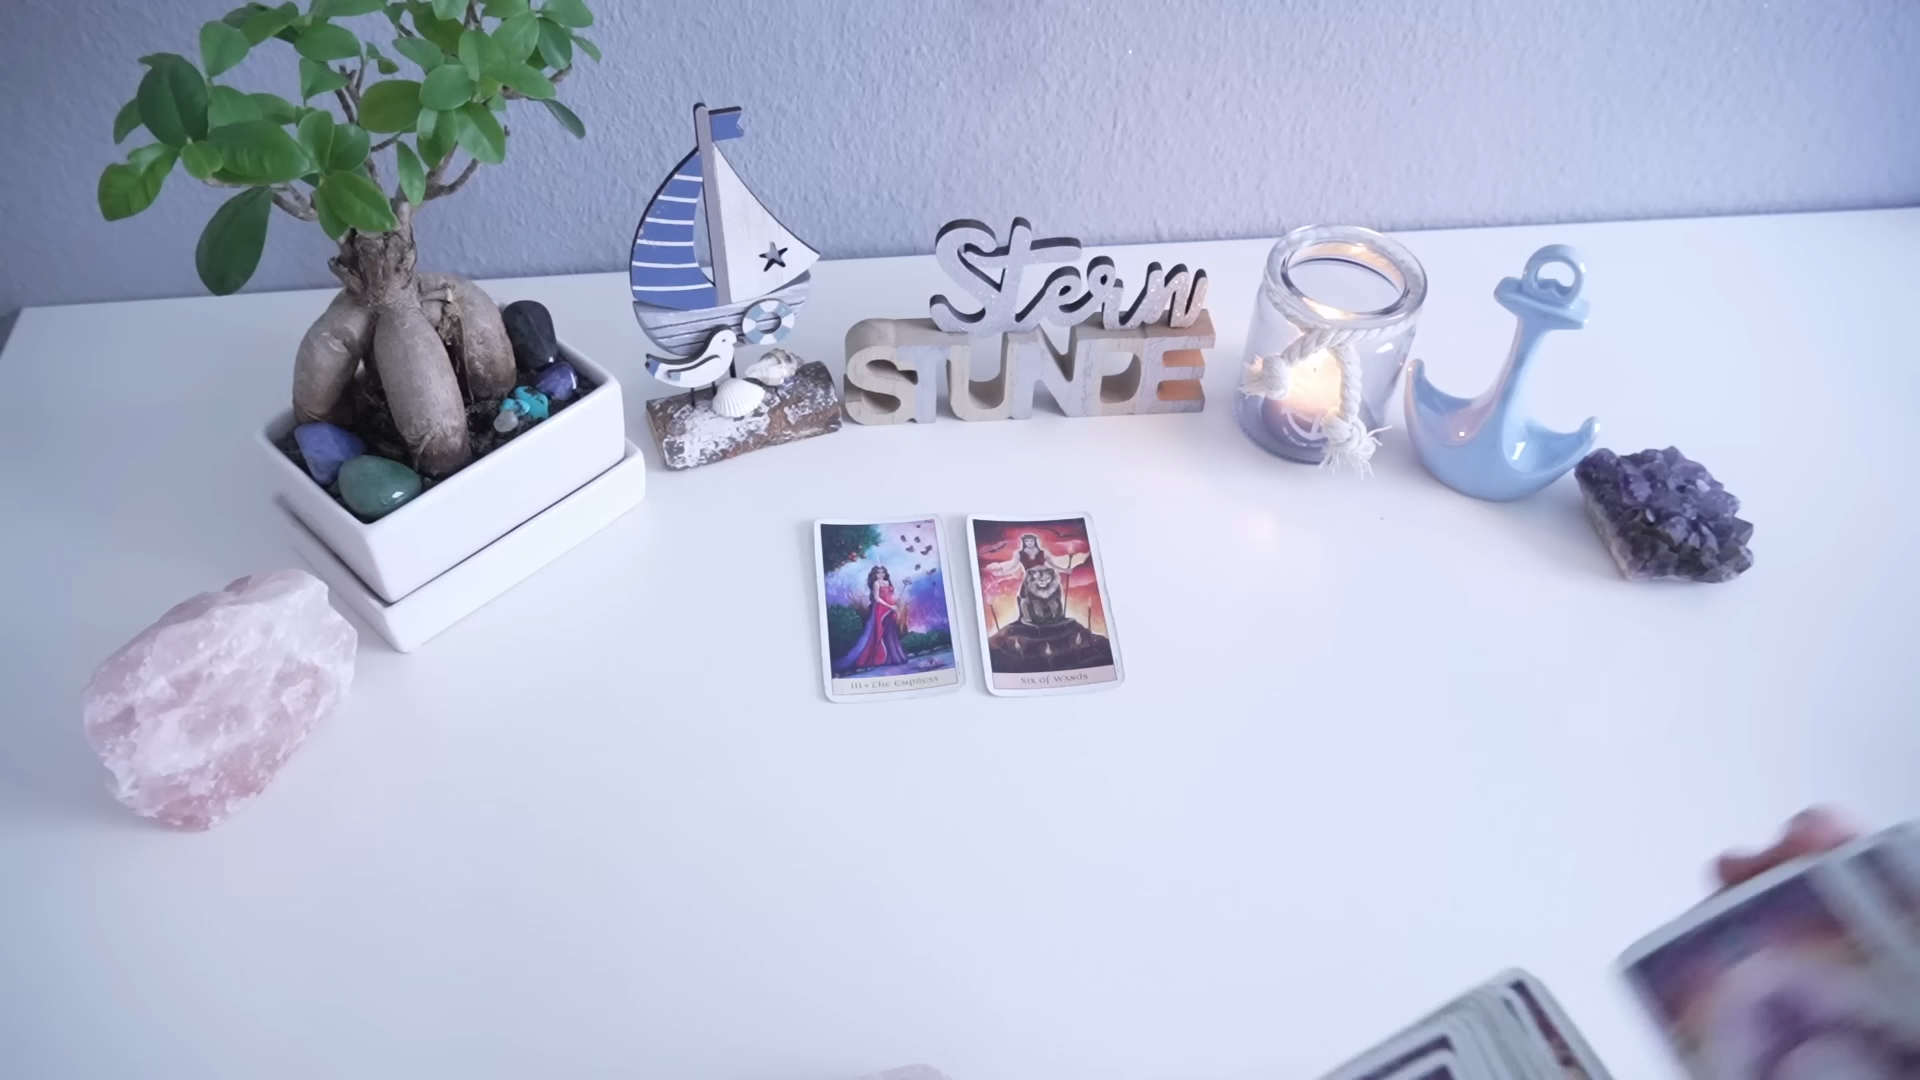 Stern
STUNDE
III • The Empress
Six of Wands